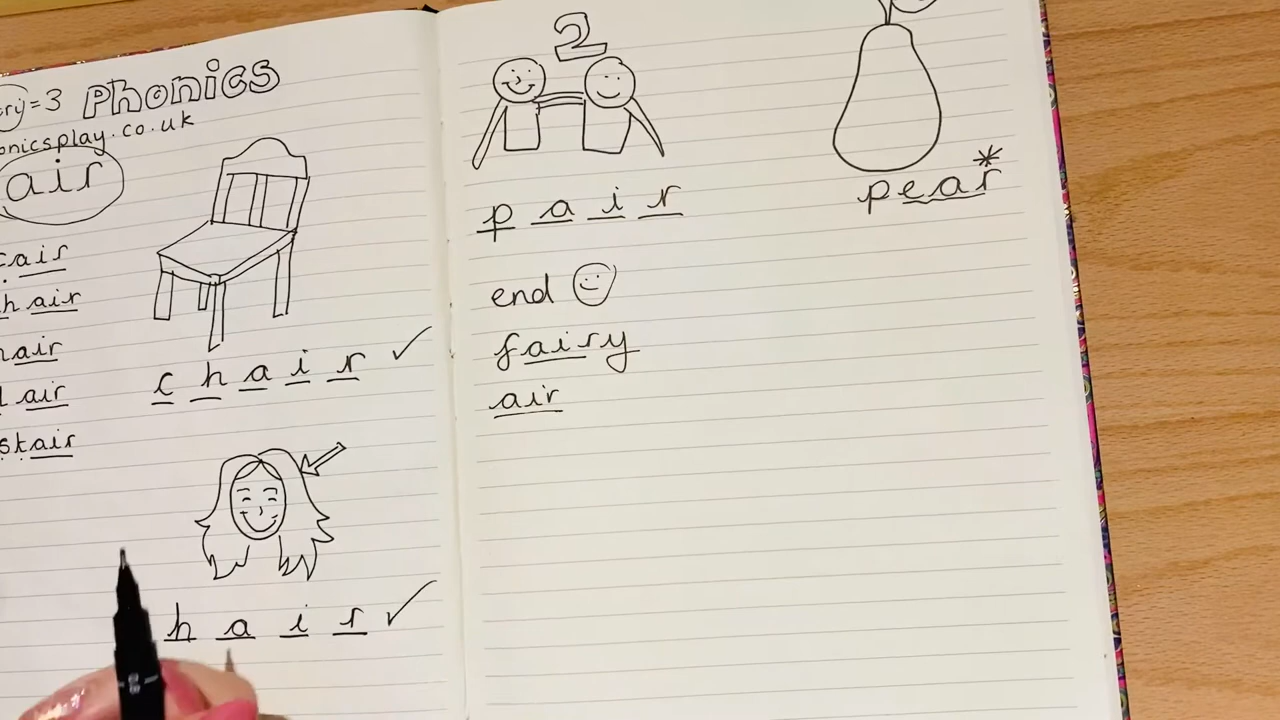 ry=3 Phonics
onicsplay.co.uk
air
air
hair
air
air
stair
chair
hair
2
pair
pear*
end
fairy
air